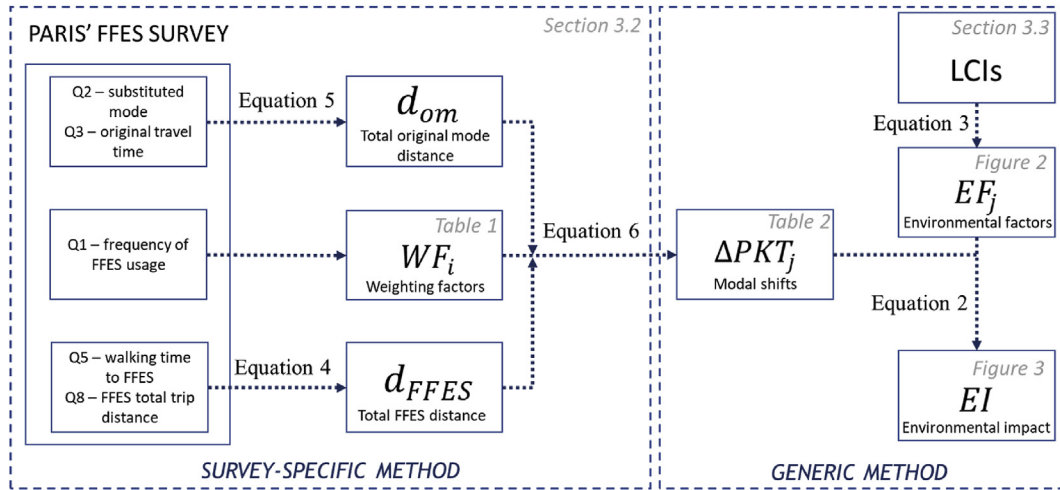 PARIS' FFES SURVEY
Section 3.2
Q2 – substituted
mode
Q3 – original travel
time
Equation 5
d_om
Total original mode
distance
Q1 – frequency of
FFES usage
Table 1
WF_i
Weighting factors
Equation 6
Q5 – walking time
to FFES
Q8 – FFES total trip
distance
Equation 4
d_FFES
Total FFES distance
SURVEY-SPECIFIC METHOD
Section 3.3
LCIs
Equation 3
Figure 2
EF_j
Environmental factors
Table 2
ΔPKT_j
Modal shifts
Equation 2
Figure 3
EI
Environmental impact
GENERIC METHOD